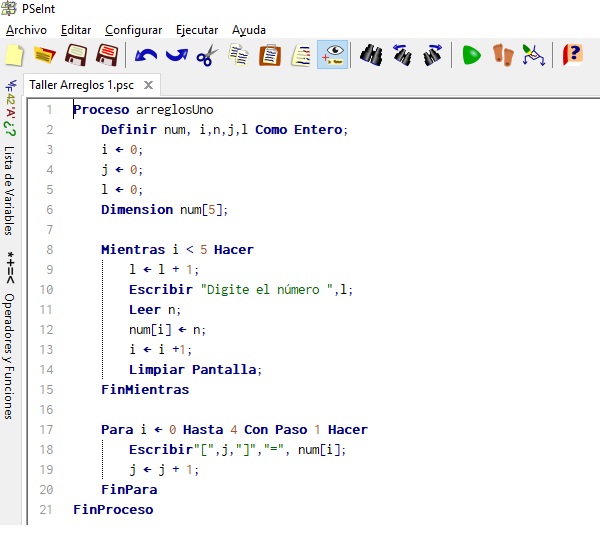 PSeInt
Archivo Editar Configurar Ejecutar Ayuda
Taller Arreglos 1.psc ×
1 Proceso arreglosUno
2 Definir num, i,n,j,l Como Entero;
3 i ← 0;
4 j ← 0;
5 l ← 0;
6 Dimension num[5];
7
8 Mientras i < 5 Hacer
9 l ← l + 1;
10 Escribir "Digite el número ",l;
11 Leer n;
12 num[i] ← n;
13 i ← i +1;
14 Limpiar Pantalla;
15 FinMientras
16
17 Para i ← 0 Hasta 4 Con Paso 1 Hacer
18 Escribir"[",j,"]","=", num[i];
19 j ← j + 1;
20 FinPara
21 FinProceso
VF 42 'A' ¿? Lista de Variables
*+=< Operadores y Funciones